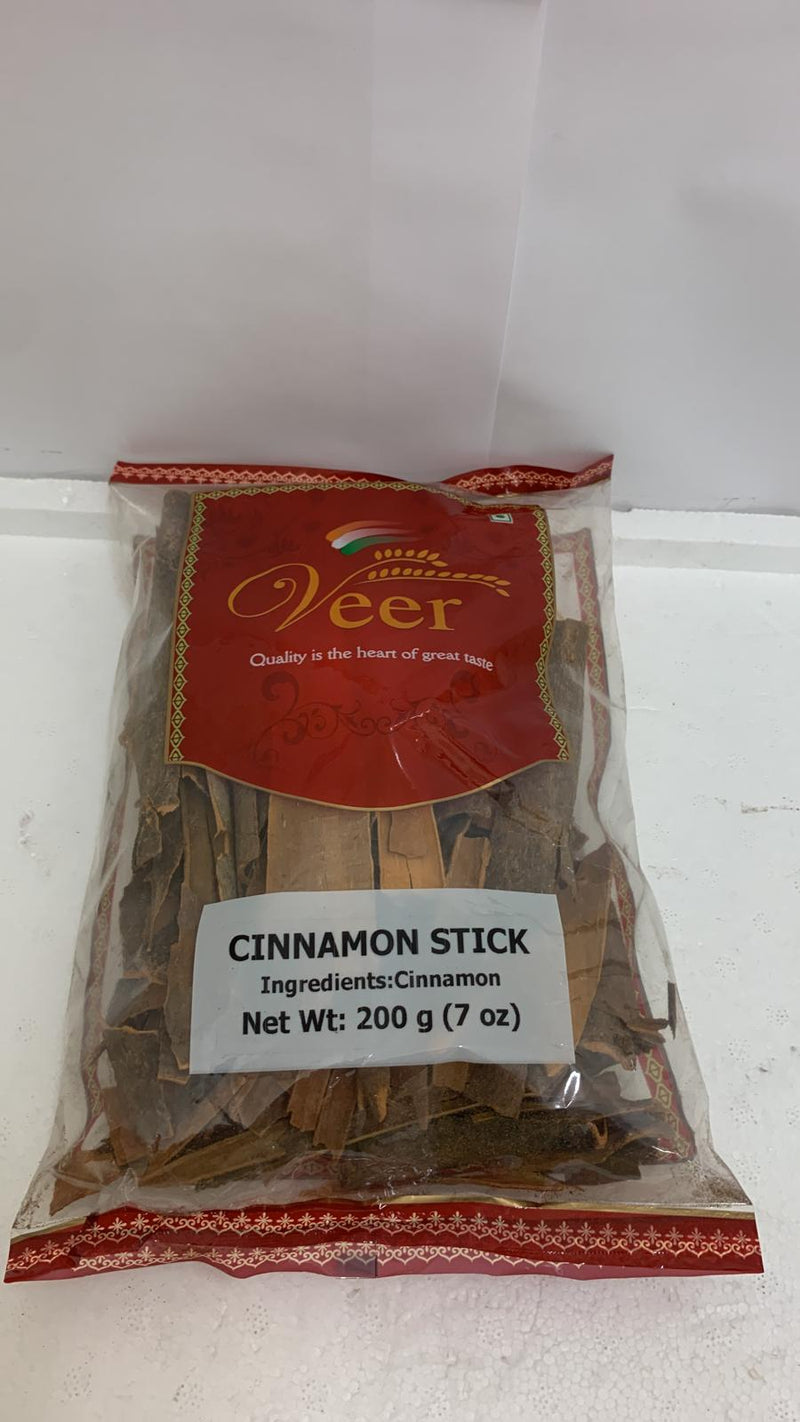 Veer
Quality is the heart of great taste
CINNAMON STICK
Ingredients:Cinnamon
Net Wt: 200 g (7 oz)